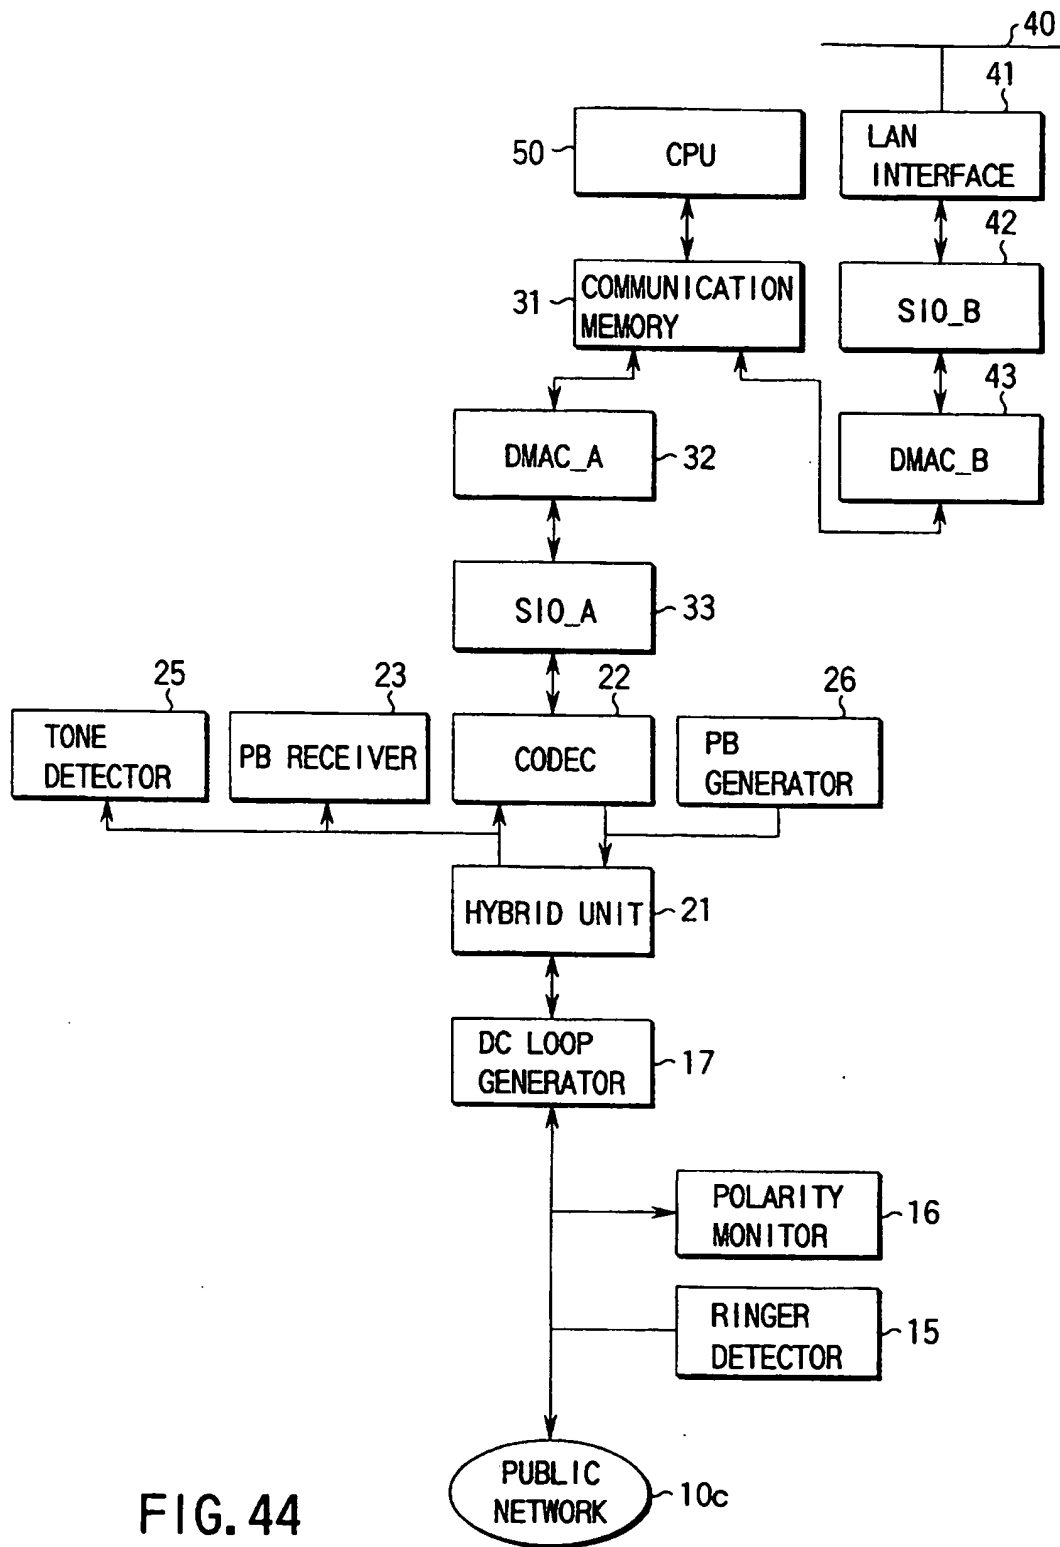 40
41
50
CPU
LAN
INTERFACE
42
31
COMMUNICATION
MEMORY
SIO_B
43
DMAC_A
32
DMAC_B
SIO_A
33
25
23
22
26
TONE
DETECTOR
PB RECEIVER
CODEC
PB
GENERATOR
HYBRID UNIT
21
DC LOOP
GENERATOR
17
POLARITY
MONITOR
16
RINGER
DETECTOR
15
PUBLIC
NETWORK
10c
FIG. 44